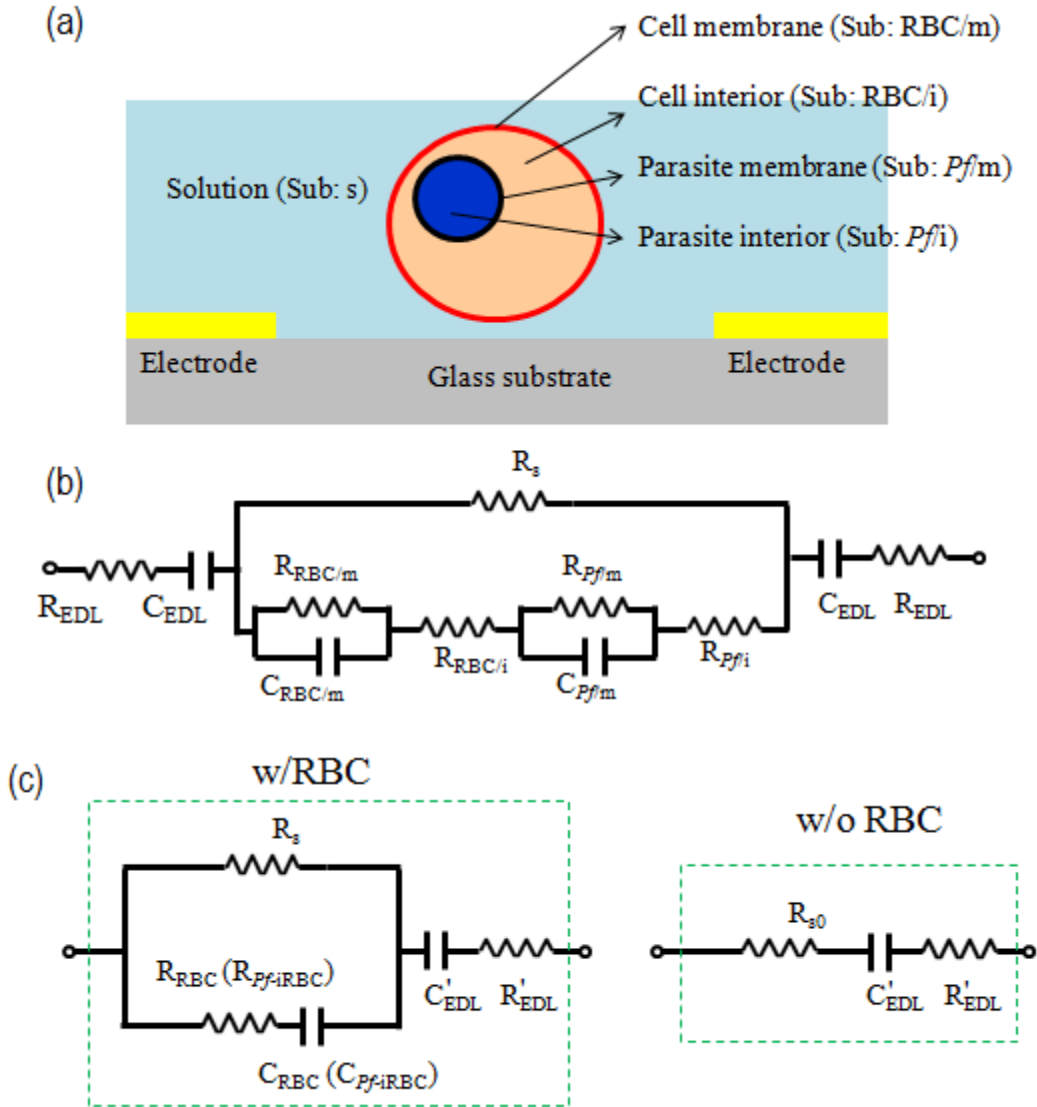 (a)
Cell membrane (Sub: RBC/m)
Cell interior (Sub: RBC/i)
Parasite membrane (Sub: Pf/m)
Parasite interior (Sub: Pf/i)
Solution (Sub: s)
Electrode
Glass substrate
Electrode
(b)
Rs
REDL
CEDL
RRBC/m
CRBC/m
RRBC/i
RPf/m
CPf/m
RPf/i
CEDL
REDL
(c)
w/RBC
Rs
RRBC (RPf-iRBC)
CRBC (CPf-iRBC)
C'EDL
R'EDL
w/o RBC
Rs0
C'EDL
R'EDL